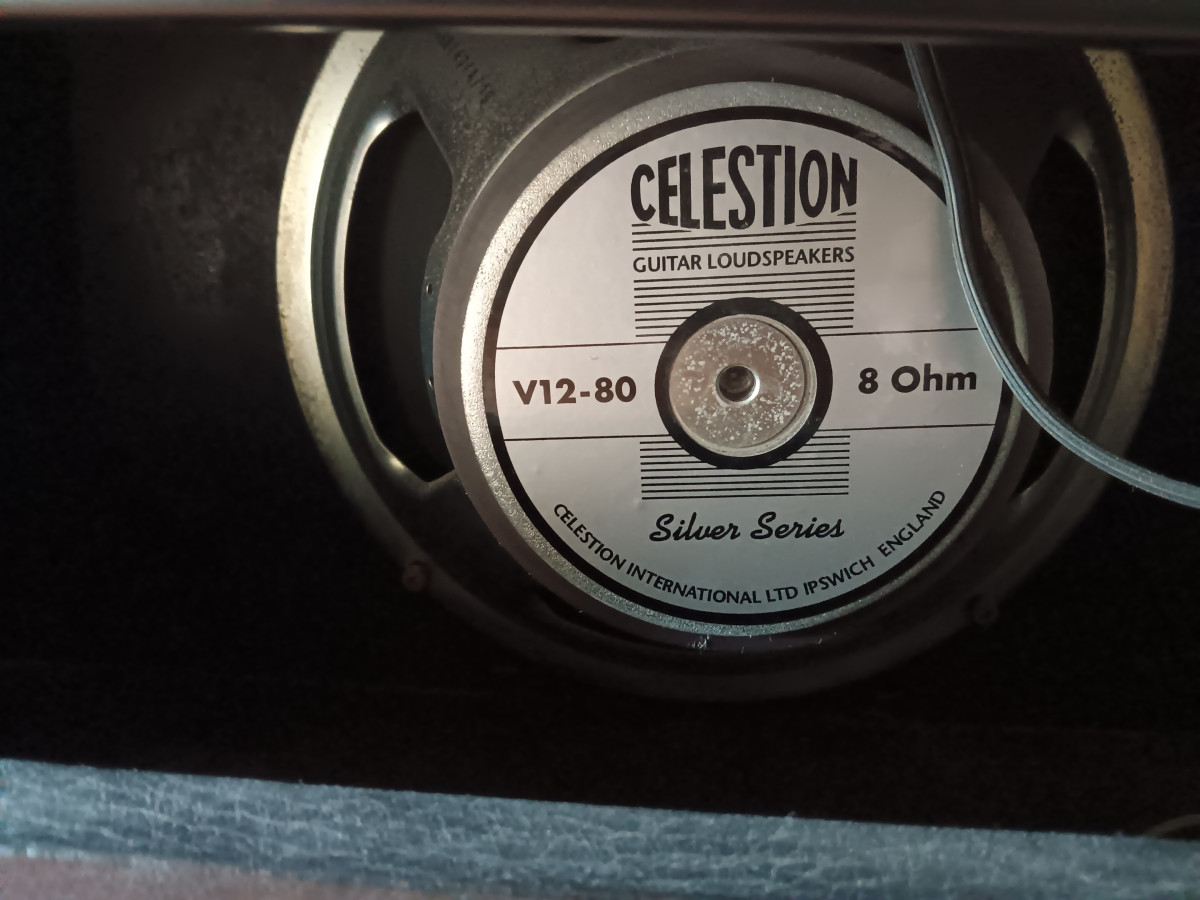 CELESTION
GUITAR LOUDSPEAKERS
V12-80
8 Ohm
Silver Series
CELESTION INTERNATIONAL LTD IPSWICH ENGLAND